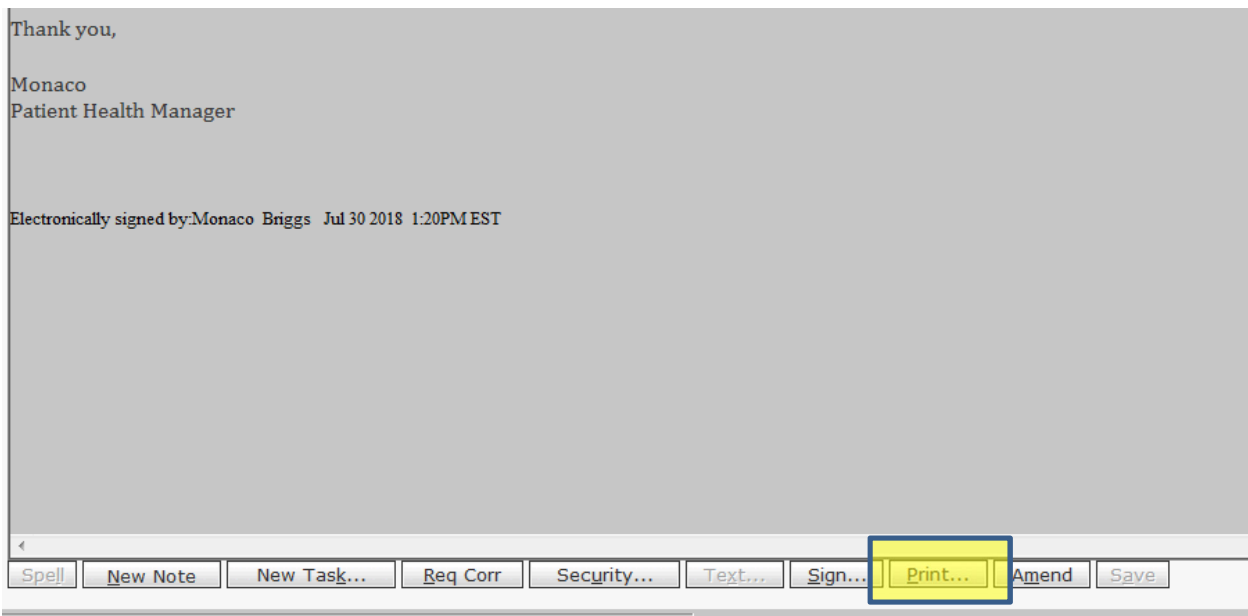 Thank you,
Monaco
Patient Health Manager
Electronically signed by:Monaco Briggs Jul 30 2018 1:20PM EST
Spell New Note New Task... Req Corr Security... Text... Sign... Print... Amend Save